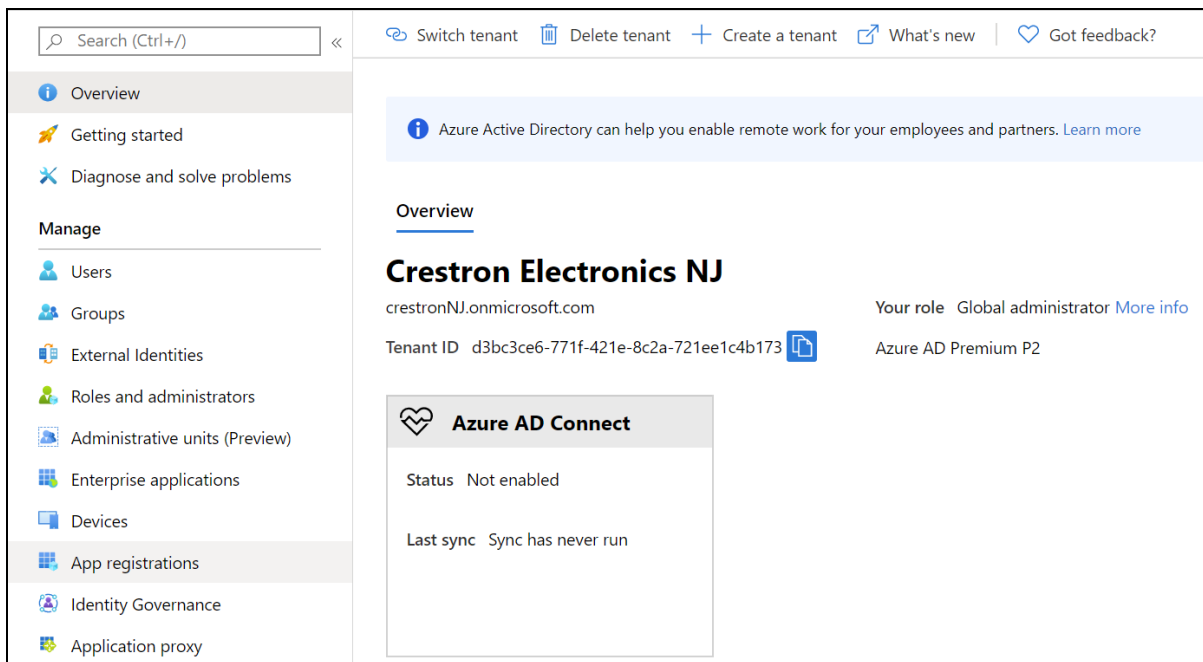 Search (Ctrl+/)
«
Overview
Getting started
Diagnose and solve problems
Manage
Users
Groups
External Identities
Roles and administrators
Administrative units (Preview)
Enterprise applications
Devices
App registrations
Identity Governance
Application proxy
Switch tenant
Delete tenant
Create a tenant
What's new
Got feedback?
Azure Active Directory can help you enable remote work for your employees and partners. Learn more
Overview
Crestron Electronics NJ
crestronNJ.onmicrosoft.com
Your role Global administrator More info
Tenant ID d3bc3ce6-771f-421e-8c2a-721ee1c4b173
Azure AD Premium P2
Azure AD Connect
Status Not enabled
Last sync Sync has never run